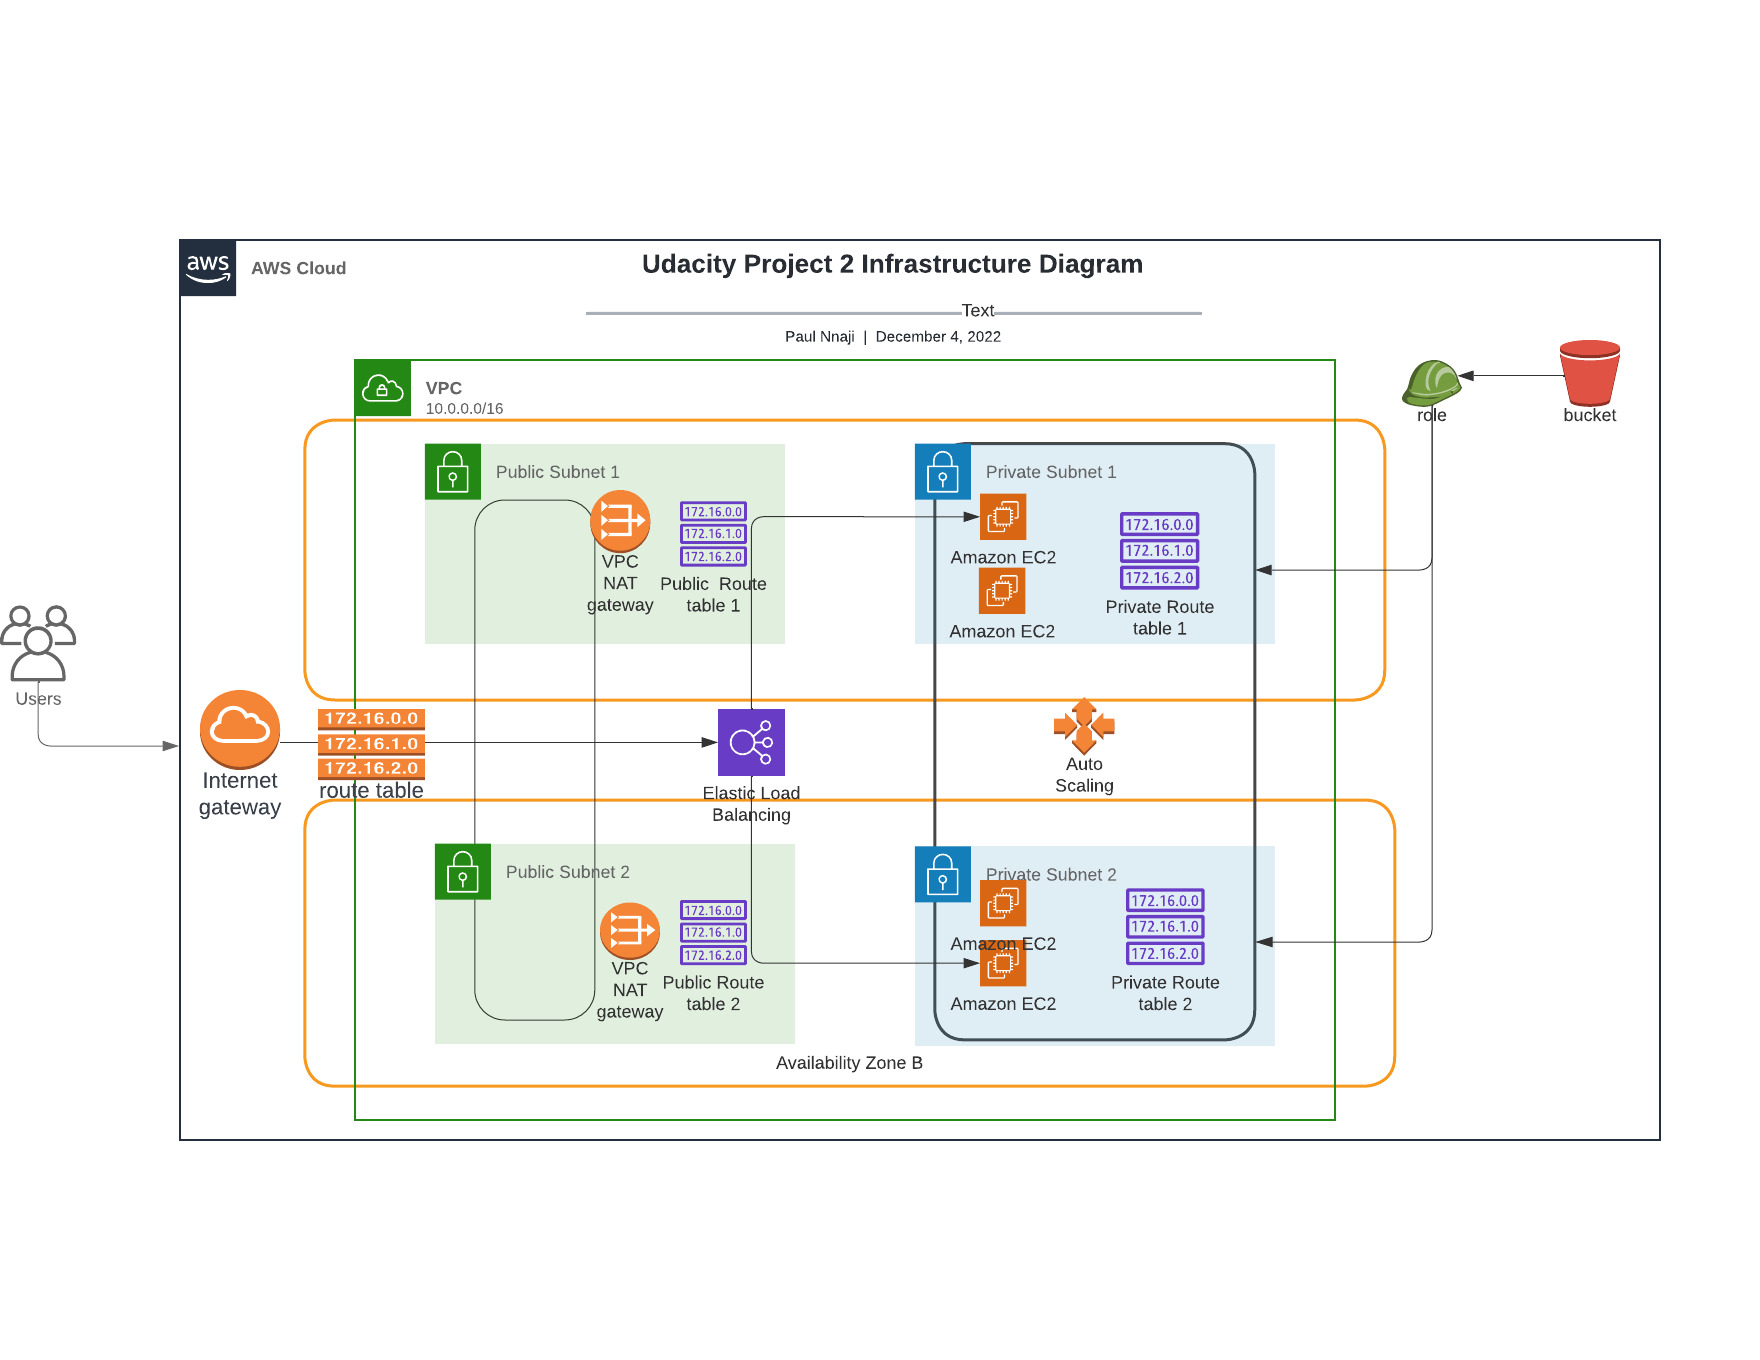 aws
AWS Cloud
Udacity Project 2 Infrastructure Diagram
Text
Paul Nnaji | December 4, 2022
VPC
10.0.0.0/16
role
bucket
Public Subnet 1
VPC
NAT
gateway
172.16.0.0
172.16.1.0
172.16.2.0
Public Route
table 1
Private Subnet 1
Amazon EC2
Amazon EC2
172.16.0.0
172.16.1.0
172.16.2.0
Private Route
table 1
Users
Internet
gateway
172.16.0.0
172.16.1.0
172.16.2.0
route table
Elastic Load
Balancing
Auto
Scaling
Public Subnet 2
VPC
NAT
gateway
172.16.0.0
172.16.1.0
172.16.2.0
Public Route
table 2
Private Subnet 2
Amazon EC2
Amazon EC2
172.16.0.0
172.16.1.0
172.16.2.0
Private Route
table 2
Availability Zone B